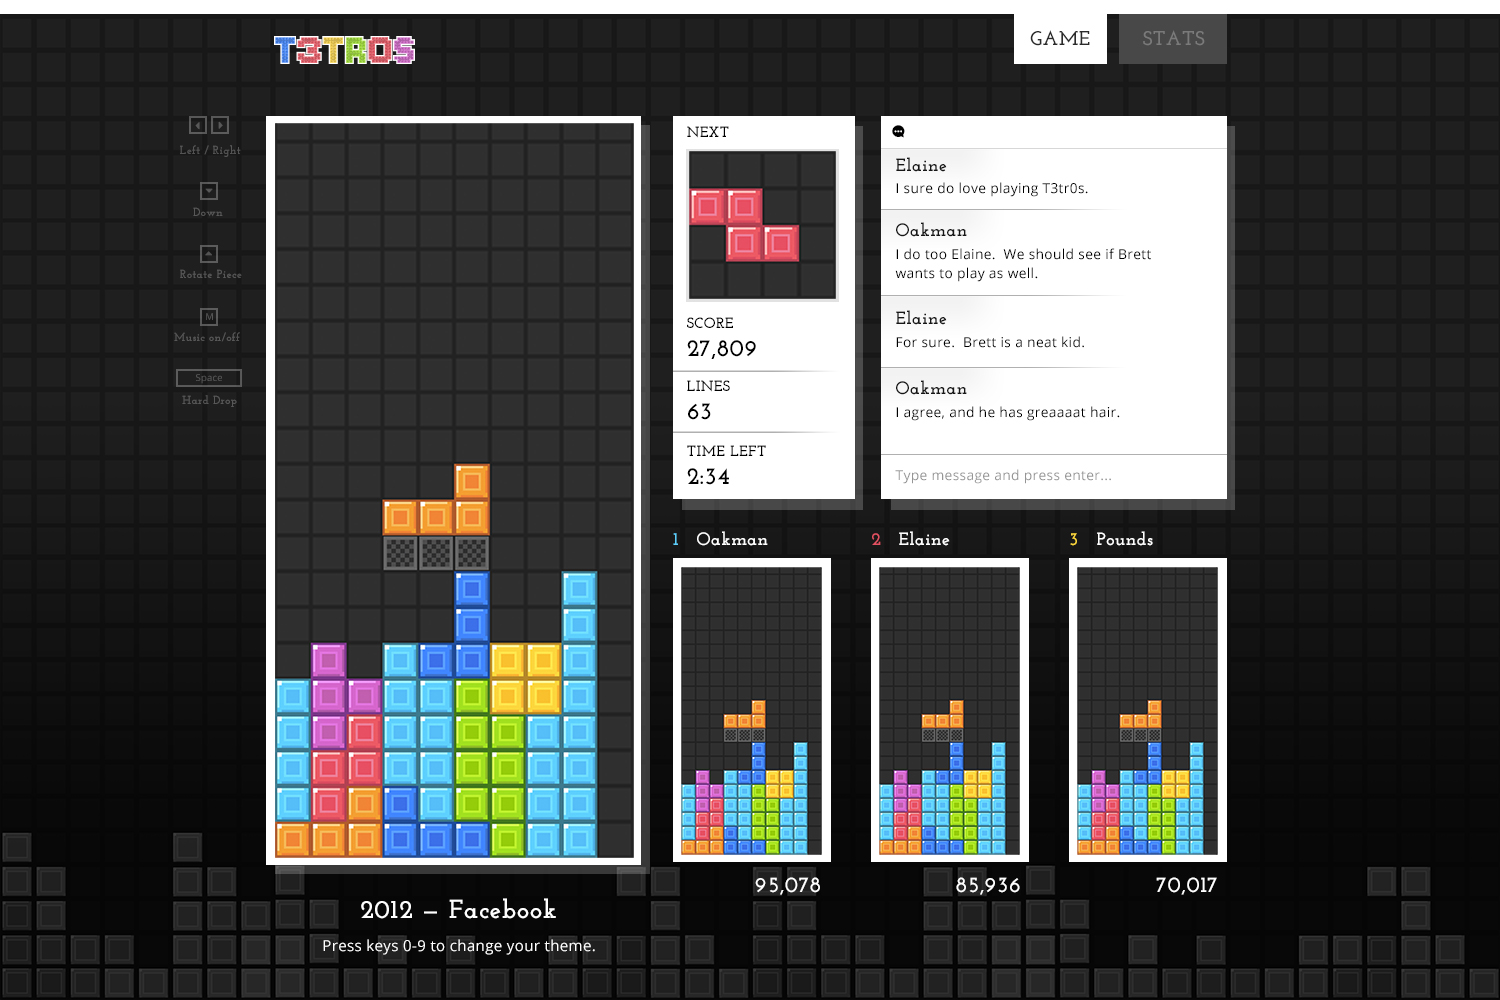 T3TR0S
GAME
STATS
Left / Right
Down
Rotate Piece
M
Music on/off
Space
Hard Drop
NEXT
SCORE
27,809
LINES
63
TIME LEFT
2:34
Elaine
I sure do love playing T3tr0s.
Oakman
I do too Elaine.  We should see if Brett
wants to play as well.
Elaine
For sure.  Brett is a neat kid.
Oakman
I agree, and he has greaaaat hair.
Type message and press enter...
1 Oakman
2 Elaine
3 Pounds
95,078
85,936
70,017
2012 – Facebook
Press keys 0-9 to change your theme.